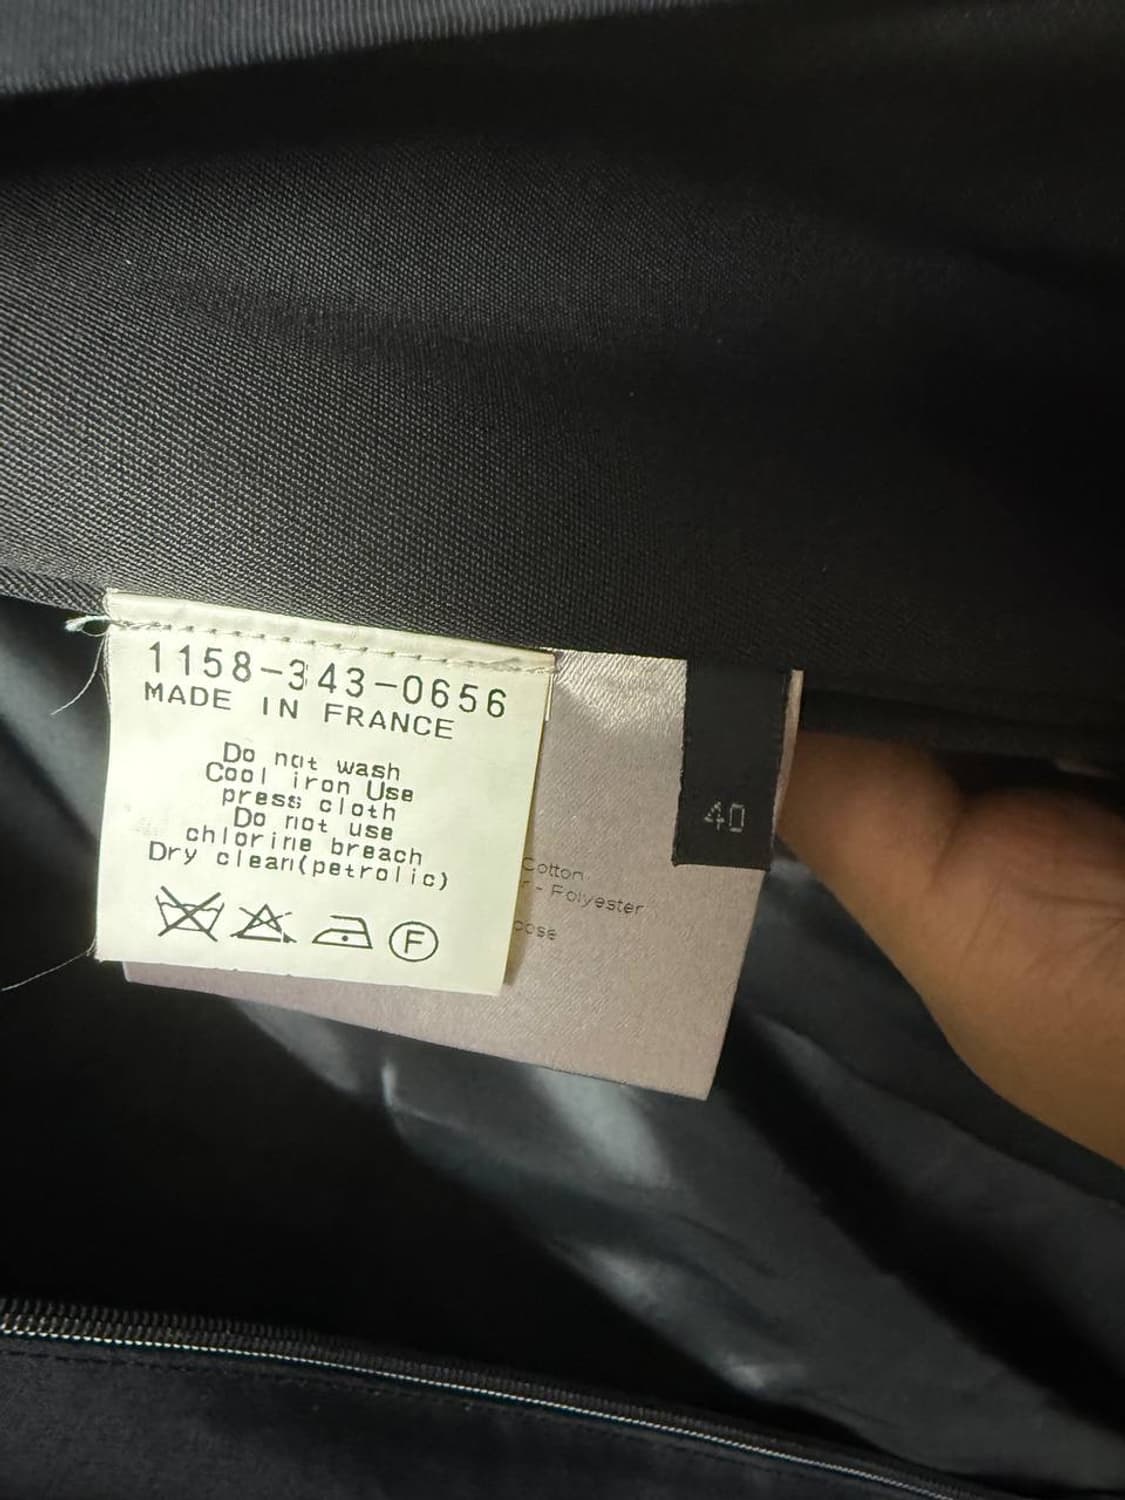 1158-343-0656
MADE IN FRANCE
Do not wash
Cool iron Use
press cloth
Do not use
chlorine breach
Dry clean(petrolic)
F
40
Cotton
- Polyester